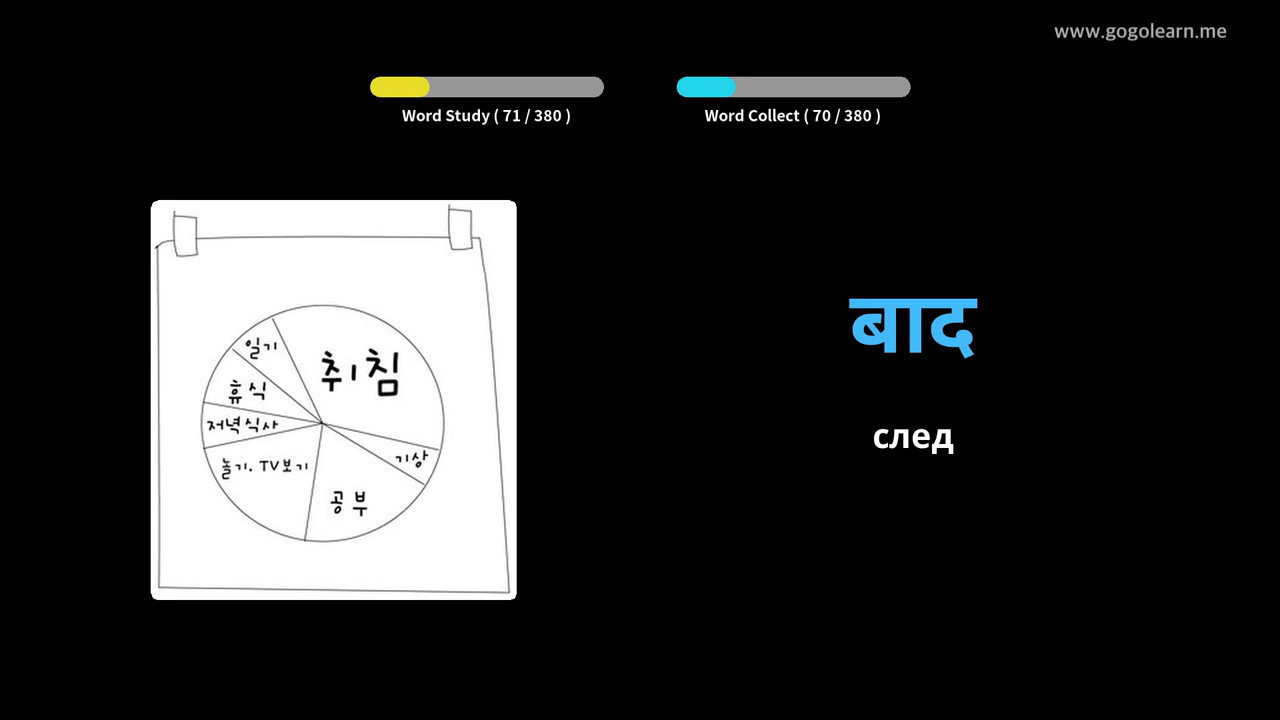 www.gogolearn.me
Word Study ( 71 / 380 )
Word Collect ( 70 / 380 )
일기
취침
휴식
저녁식사
기상
놀기. TV보기
공부
बाद
след